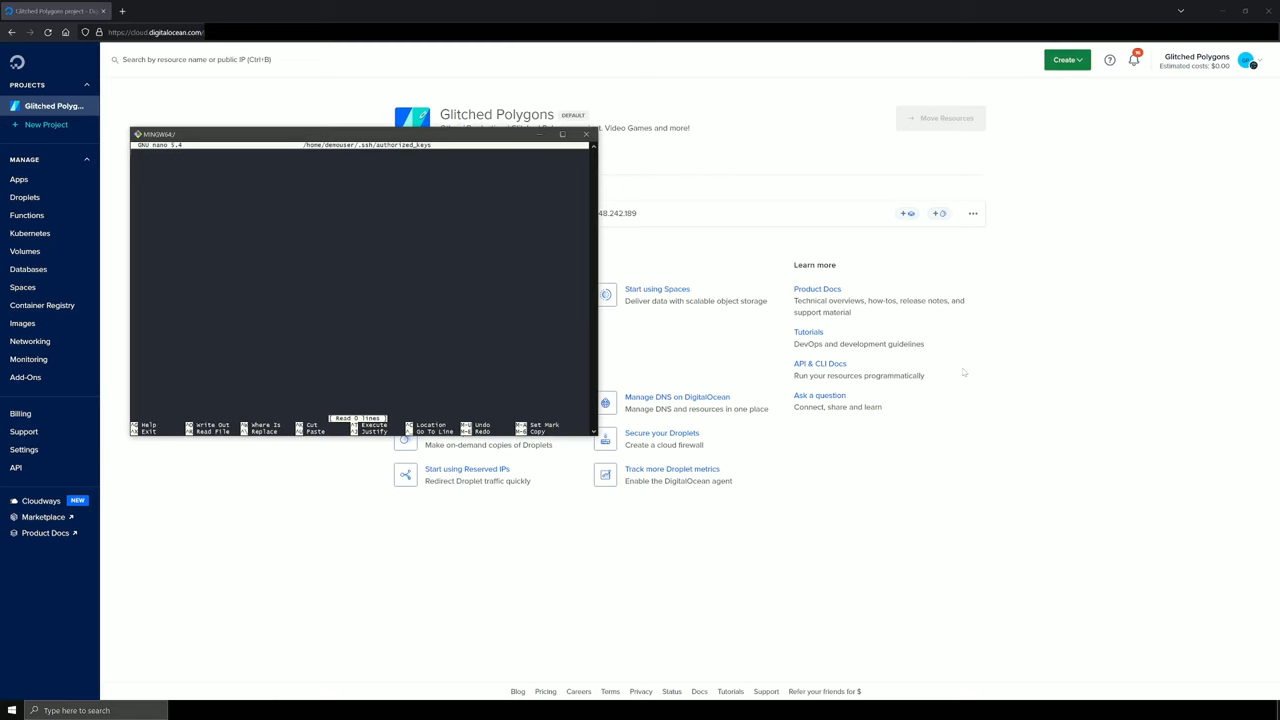 Glitched Polygons project - Di...
https://cloud.digitalocean.com/
Search by resource name or public IP (Ctrl+B)
Create
Glitched Polygons
Estimated costs: $0.00
PROJECTS
Glitched Polyg...
+ New Project
MANAGE
Apps
Droplets
Functions
Kubernetes
Volumes
Databases
Spaces
Container Registry
Images
Networking
Monitoring
Add-Ons
Billing
Support
Settings
API
Cloudways NEW
Marketplace
Product Docs
Glitched Polygons DEFAULT
Video Games and more!
→ Move Resources
MINGW64:/
GNU nano 5.4 /home/demouser/.ssh/authorized_keys
[ Read 0 lines ]
^G Help ^O Write Out ^W Where Is ^K Cut ^T Execute ^C Location M-U Undo M-A Set Mark
^X Exit ^R Read File ^\ Replace ^U Paste ^J Justify ^_ Go To Line M-E Redo M-6 Copy
48.242.189
Start using Spaces
Deliver data with scalable object storage
Manage DNS on DigitalOcean
Manage DNS and resources in one place
Make on-demand copies of Droplets
Secure your Droplets
Create a cloud firewall
Start using Reserved IPs
Redirect Droplet traffic quickly
Track more Droplet metrics
Enable the DigitalOcean agent
Learn more
Product Docs
Technical overviews, how-tos, release notes, and
support material
Tutorials
DevOps and development guidelines
API & CLI Docs
Run your resources programmatically
Ask a question
Connect, share and learn
Blog Pricing Careers Terms Privacy Status Docs Tutorials Support Refer your friends for $
Type here to search